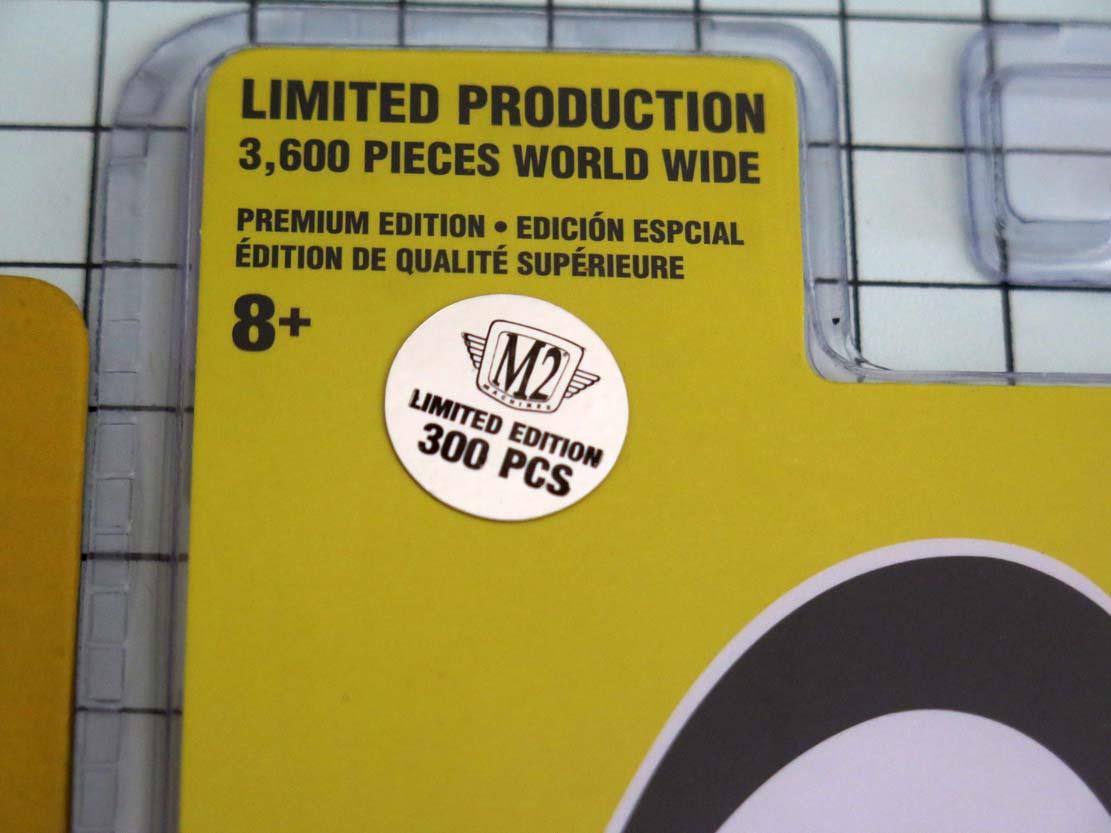 LIMITED PRODUCTION
3,600 PIECES WORLD WIDE
PREMIUM EDITION • EDICIÓN ESPCIAL
ÉDITION DE QUALITÉ SUPÉRIEURE
8+
M2
MACHINES
LIMITED EDITION
300 PCS